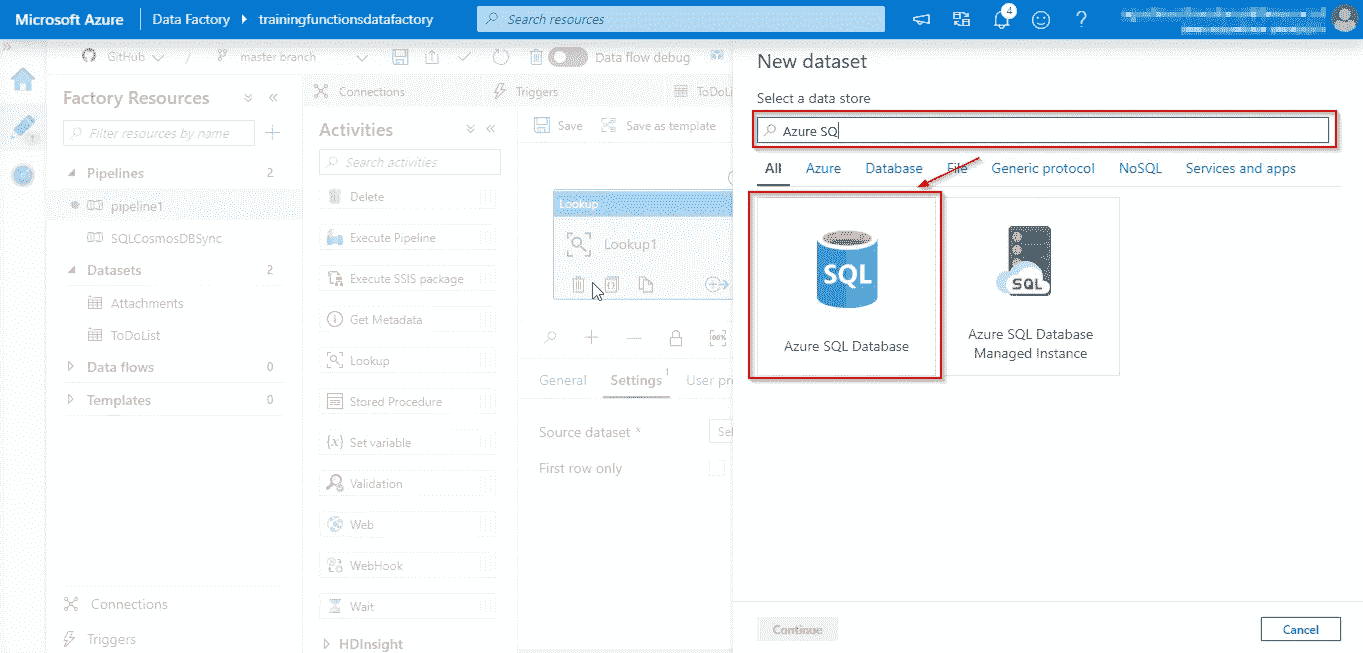 Microsoft Azure
Data Factory
trainingfunctionsdatafactory
Search resources
4
GitHub
/
master branch
Data flow debug
Factory Resources
Filter resources by name
Pipelines 2
pipeline1
SQLCosmosDBSync
Datasets 2
Attachments
ToDoList
Data flows 0
Templates 0
Connections
Triggers
Connections
Triggers
ToDoLi
Activities
Search activities
Delete
Execute Pipeline
Execute SSIS package
Get Metadata
Lookup
Stored Procedure
{x} Set variable
Validation
Web
WebHook
Wait
HDInsight
Save
Save as template
Lookup
Lookup1
100%
General
Settings 1
User pr
Source dataset *
Sel
First row only
New dataset
Select a data store
Azure SQ
All Azure Database File Generic protocol NoSQL Services and apps
SQL
Azure SQL Database
SQL
Azure SQL Database
Managed Instance
Continue
Cancel